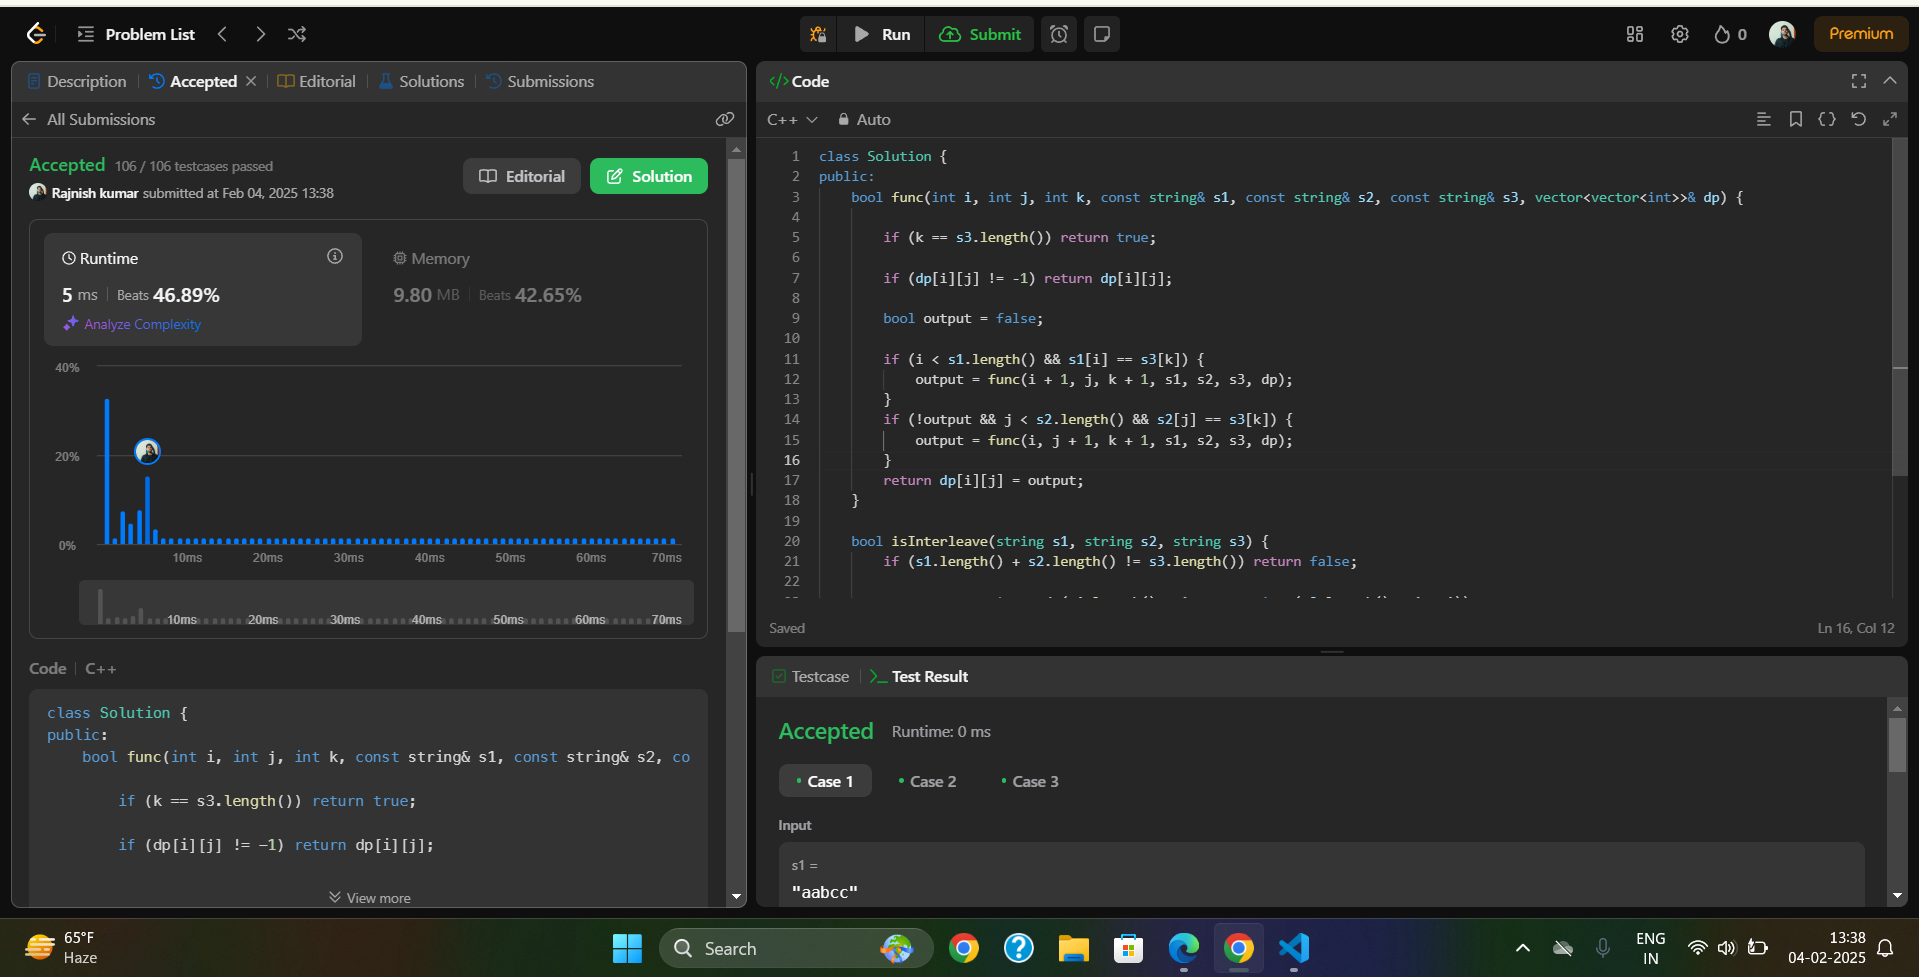 Problem List
Run
Submit
0
Premium
Description
Accepted
Editorial
Solutions
Submissions
All Submissions
Accepted 106 / 106 testcases passed
Rajnish kumar submitted at Feb 04, 2025 13:38
Editorial
Solution
Runtime
5 ms Beats 46.89%
Analyze Complexity
Memory
9.80 MB Beats 42.65%
40%
20%
0%
10ms 20ms 30ms 40ms 50ms 60ms 70ms
10ms 20ms 30ms 40ms 50ms 60ms 70ms
Code C++
class Solution {
public:
bool func(int i, int j, int k, const string& s1, const string& s2, co
if (k == s3.length()) return true;
if (dp[i][j] != -1) return dp[i][j];
View more
</> Code
C++ Auto
1 class Solution {
2 public:
3 bool func(int i, int j, int k, const string& s1, const string& s2, const string& s3, vector<vector<int>>& dp) {
4
5 if (k == s3.length()) return true;
6
7 if (dp[i][j] != -1) return dp[i][j];
8
9 bool output = false;
10
11 if (i < s1.length() && s1[i] == s3[k]) {
12 output = func(i + 1, j, k + 1, s1, s2, s3, dp);
13 }
14 if (!output && j < s2.length() && s2[j] == s3[k]) {
15 output = func(i, j + 1, k + 1, s1, s2, s3, dp);
16 }
17 return dp[i][j] = output;
18 }
19
20 bool isInterleave(string s1, string s2, string s3) {
21 if (s1.length() + s2.length() != s3.length()) return false;
22
Saved
Ln 16, Col 12
Testcase
Test Result
Accepted Runtime: 0 ms
Case 1
Case 2
Case 3
Input
s1 =
"aabcc"
65°F
Haze
Search
ENG
IN
13:38
04-02-2025